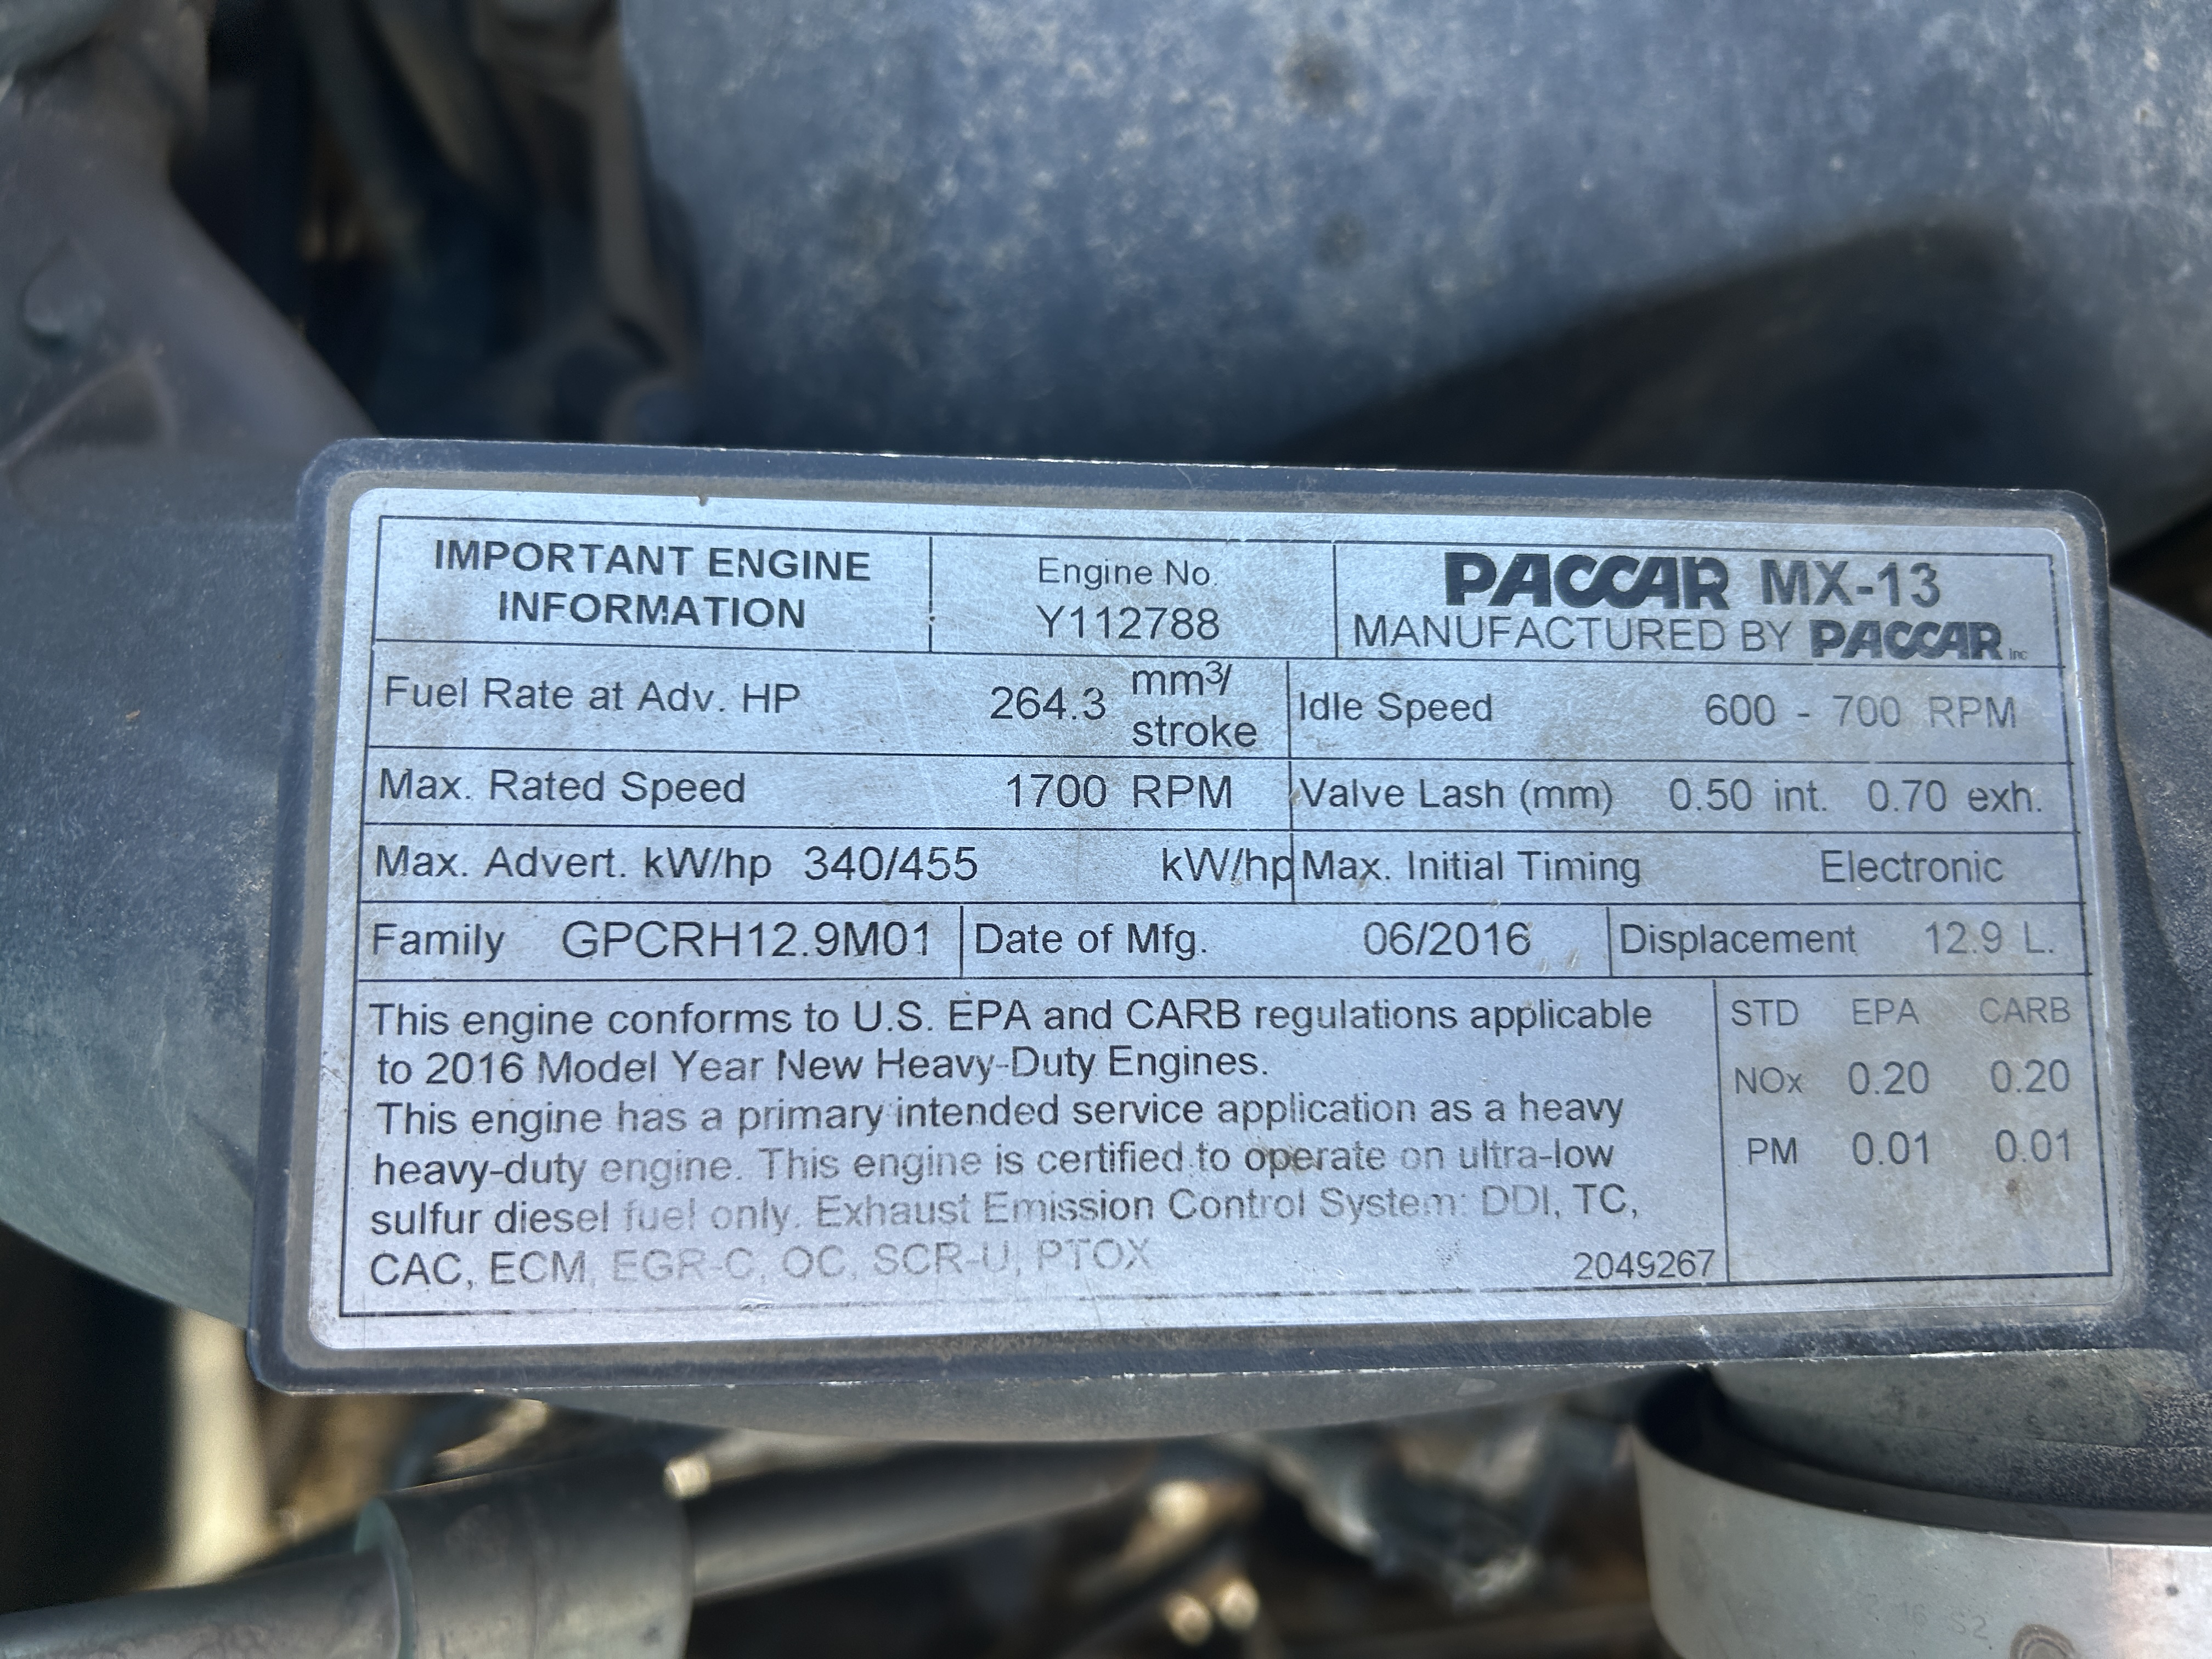 IMPORTANT ENGINE
INFORMATION
Engine No.
Y112788
PACCAR MX-13
MANUFACTURED BY PACCAR Inc
Fuel Rate at Adv. HP 264.3 mm³/
stroke
Idle Speed 600 - 700 RPM
Max. Rated Speed 1700 RPM
Valve Lash (mm) 0.50 int. 0.70 exh.
Max. Advert. kW/hp 340/455 kW/hp
Max. Initial Timing Electronic
Family GPCRH12.9M01
Date of Mfg. 06/2016
Displacement 12.9 L.
This engine conforms to U.S. EPA and CARB regulations applicable
to 2016 Model Year New Heavy-Duty Engines.
This engine has a primary intended service application as a heavy
heavy-duty engine. This engine is certified to operate on ultra-low
sulfur diesel fuel only. Exhaust Emission Control System: DDI, TC,
CAC, ECM, EGR-C, OC, SCR-U, PTOX
2049267
STD EPA CARB
NOx 0.20 0.20
PM 0.01 0.01